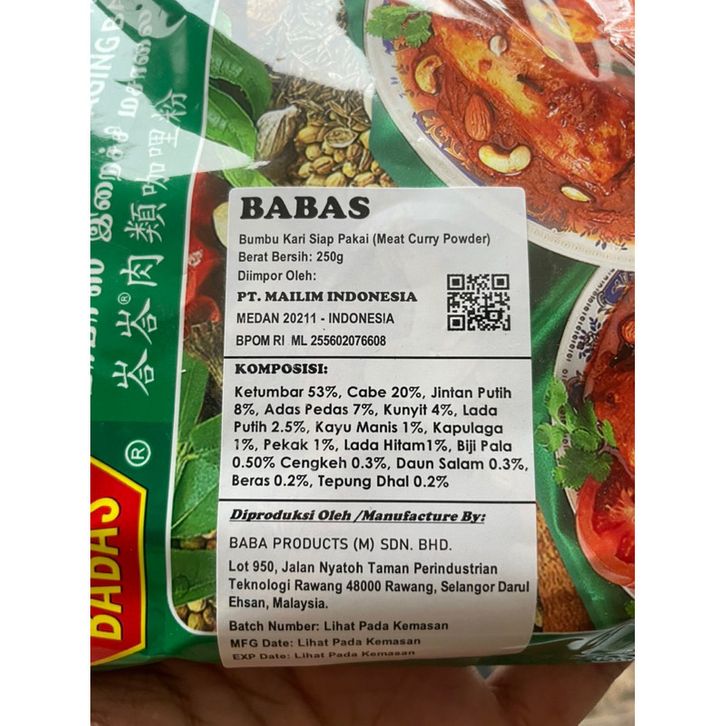 BABAS
Bumbu Kari Siap Pakai (Meat Curry Powder)
Berat Bersih: 250g
Diimpor Oleh:
PT. MAILIM INDONESIA
MEDAN 20211 - INDONESIA
BPOM RI ML 255602076608
KOMPOSISI:
Ketumbar 53%, Cabe 20%, Jintan Putih
8%, Adas Pedas 7%, Kunyit 4%, Lada
Putih 2.5%, Kayu Manis 1%, Kapulaga
1%, Pekak 1%, Lada Hitam1%, Biji Pala
0.50% Cengkeh 0.3%, Daun Salam 0.3%,
Beras 0.2%, Tepung Dhal 0.2%
Diproduksi Oleh /Manufacture By:
BABA PRODUCTS (M) SDN. BHD.
Lot 950, Jalan Nyatoh Taman Perindustrian
Teknologi Rawang 48000 Rawang, Selangor Darul
Ehsan, Malaysia.
Batch Number: Lihat Pada Kemasan
MFG Date: Lihat Pada Kemasan
EXP Date: Lihat Pada Kemasan
இறைச்சி மசாலை
峇峇® 肉類咖哩粉
BABAS ®